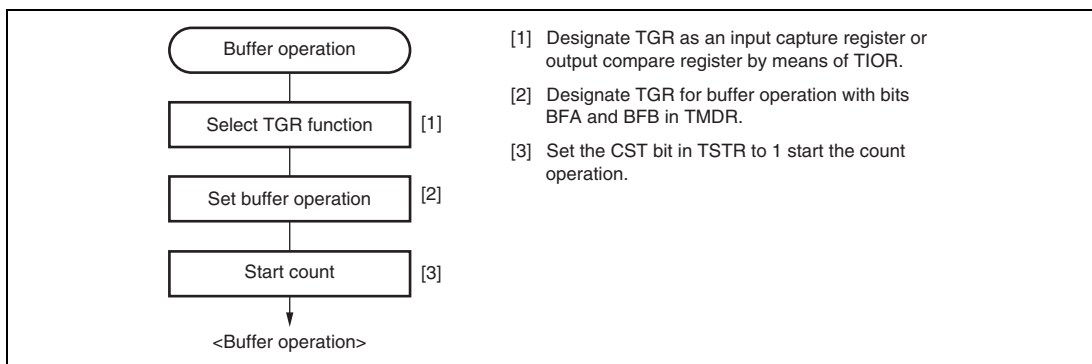 Buffer operation
Select TGR function
[1]
Set buffer operation
[2]
Start count
[3]
<Buffer operation>
[1] Designate TGR as an input capture register or
output compare register by means of TIOR.
[2] Designate TGR for buffer operation with bits
BFA and BFB in TMDR.
[3] Set the CST bit in TSTR to 1 start the count
operation.